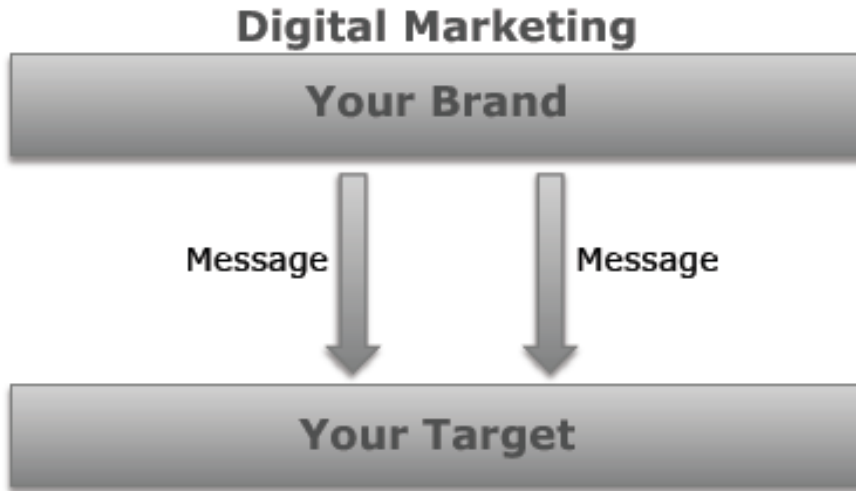 Digital Marketing
Your Brand
Message
Message
Your Target